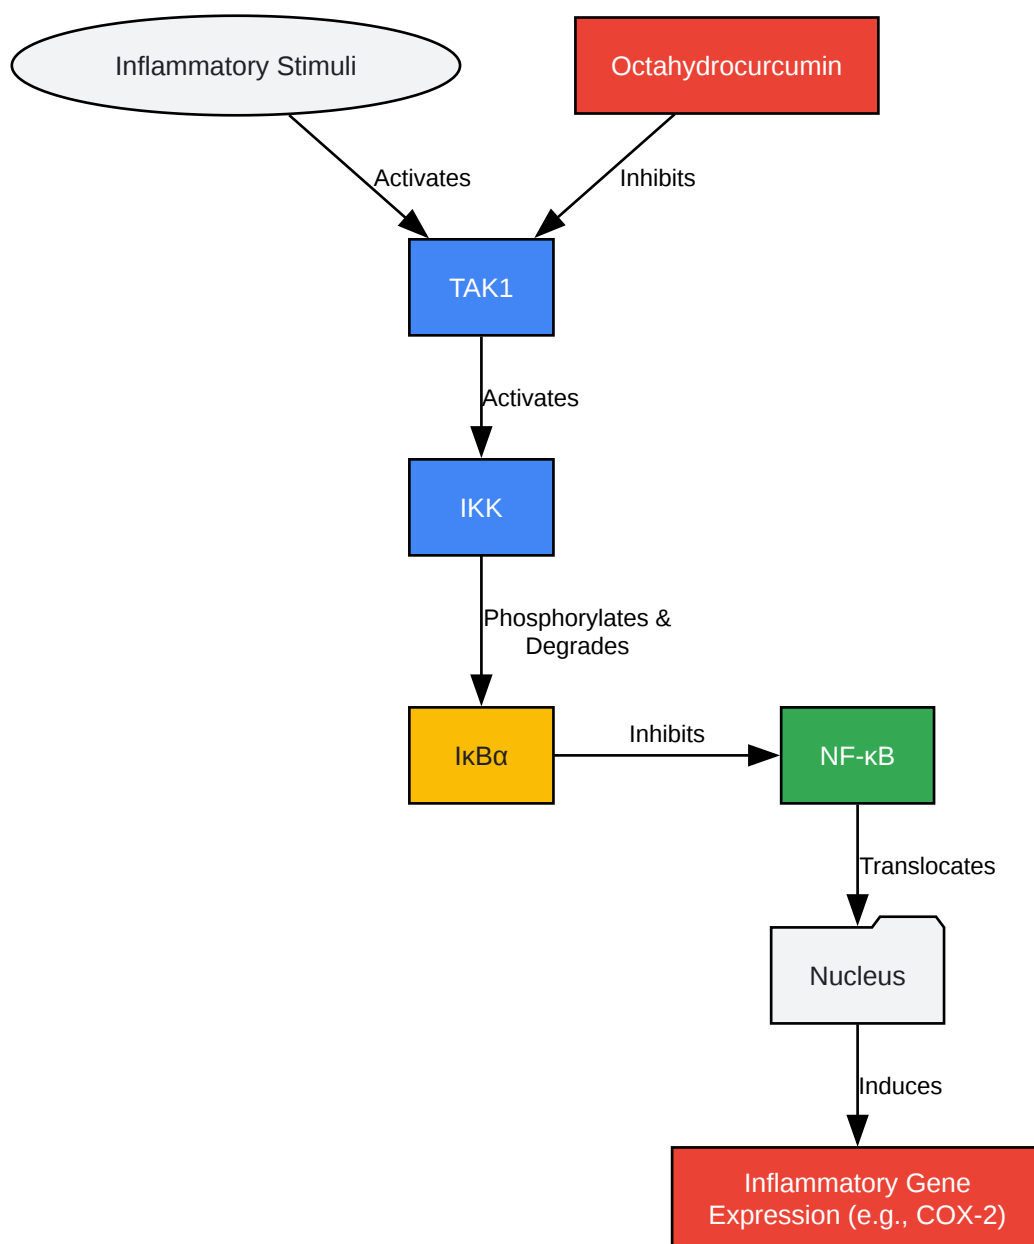 Inflammatory Stimuli
Octahydrocurcumin
Activates
Inhibits
TAK1
Activates
IKK
Phosphorylates &
Degrades
IκBα
Inhibits
NF-κB
Translocates
Nucleus
Induces
Inflammatory Gene
Expression (e.g., COX-2)